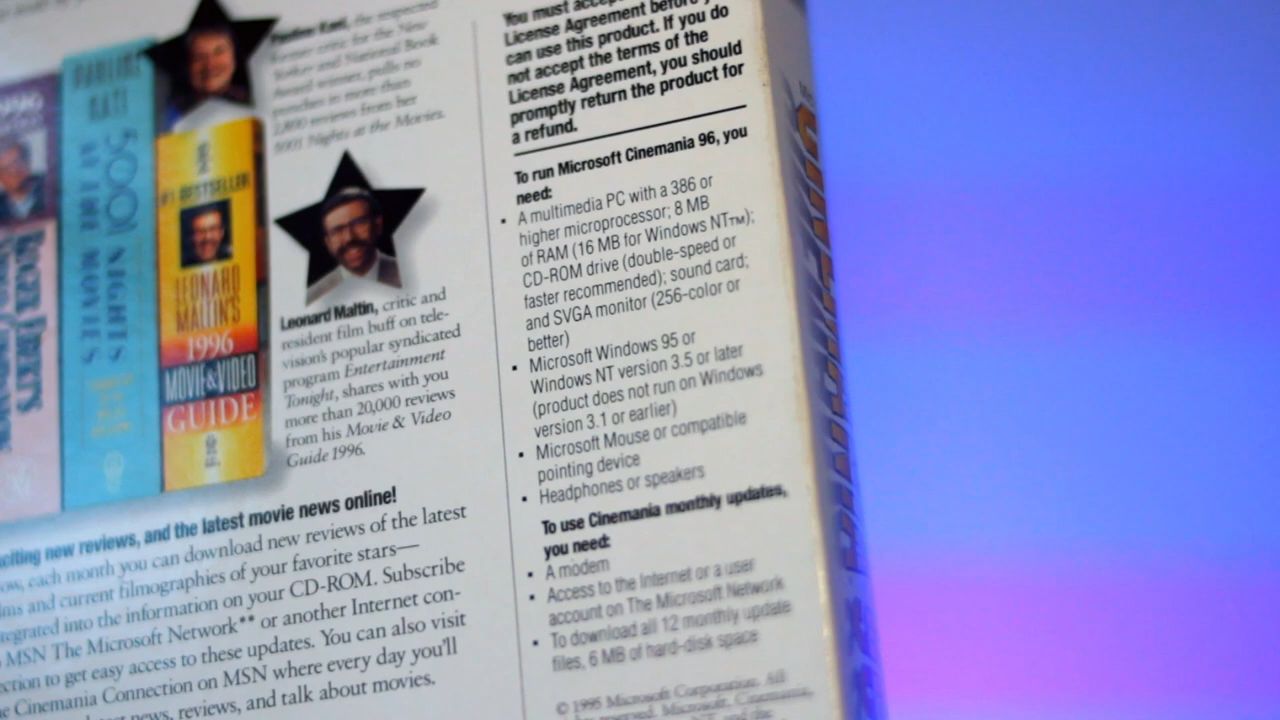 Pauline Kael, the respected
former critic for the New
Yorker and National Book
Award winner, pulls no
punches in more than
2,800 reviews from her
5001 Nights at the Movies.
Leonard Maltin, critic and
resident film buff on tele-
vision's popular syndicated
program Entertainment
Tonight, shares with you
more than 20,000 reviews
from his Movie & Video
Guide 1996.
1996
PAULINE
KAEL
5001 NIGHTS
AT THE MOVIES
#1 BESTSELLER
LEONARD
MALTIN'S
1996
MOVIE & VIDEO
GUIDE
exciting new reviews, and the latest movie news online!
each month you can download new reviews of the latest
and current filmographies of your favorite stars—
integrated into the information on your CD-ROM. Subscribe
MSN The Microsoft Network** or another Internet con-
nection to get easy access to these updates. You can also visit
Cinemania Connection on MSN where every day you'll
news, reviews, and talk about movies.
You must accept
License Agreement before
can use this product. If you do
not accept the terms of the
License Agreement, you should
promptly return the product for
a refund.
To run Microsoft Cinemania 96, you
need:
• A multimedia PC with a 386 or
higher microprocessor; 8 MB
of RAM (16 MB for Windows NT™);
CD-ROM drive (double-speed or
faster recommended); sound card;
and SVGA monitor (256-color or
better)
• Microsoft Windows 95 or
Windows NT version 3.5 or later
(product does not run on Windows
version 3.1 or earlier)
• Microsoft Mouse or compatible
pointing device
• Headphones or speakers
To use Cinemania monthly updates,
you need:
• A modem
• Access to the Internet or a user
account on The Microsoft Network
• To download all 12 monthly update
files, 6 MB of hard-disk space
© 1995 Microsoft Corporation. All
rights reserved. Microsoft, Cinemania,